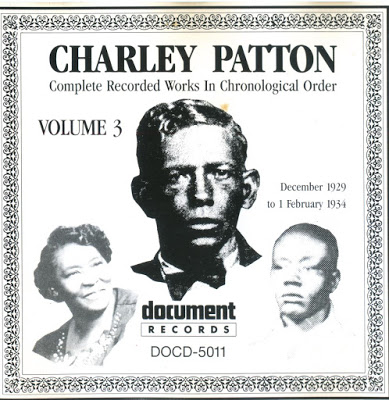 CHARLEY PATTON
Complete Recorded Works In Chronological Order
VOLUME 3
December 1929
to 1 February 1934
document
RECORDS
DOCD-5011